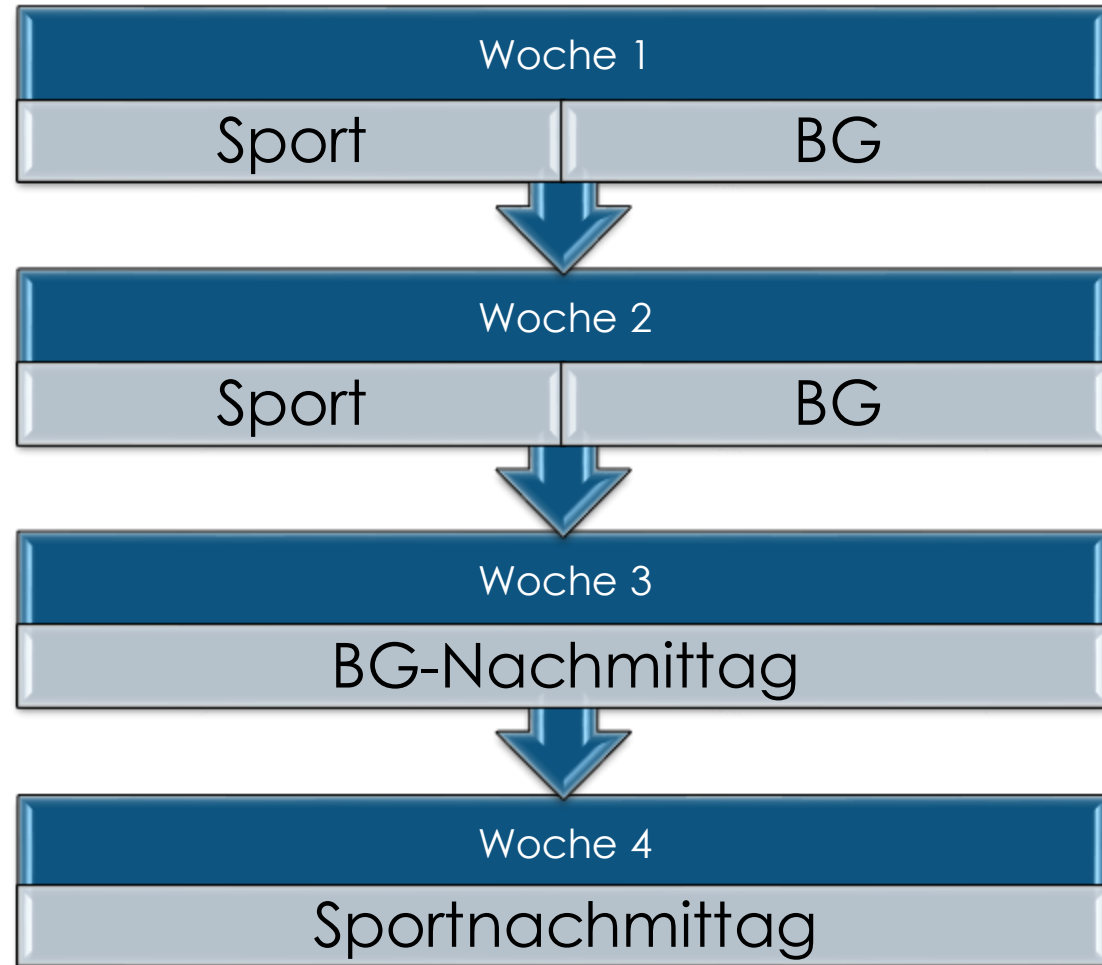 Woche 1
Sport BG
Woche 2
Sport BG
Woche 3
BG-Nachmittag
Woche 4
Sportnachmittag